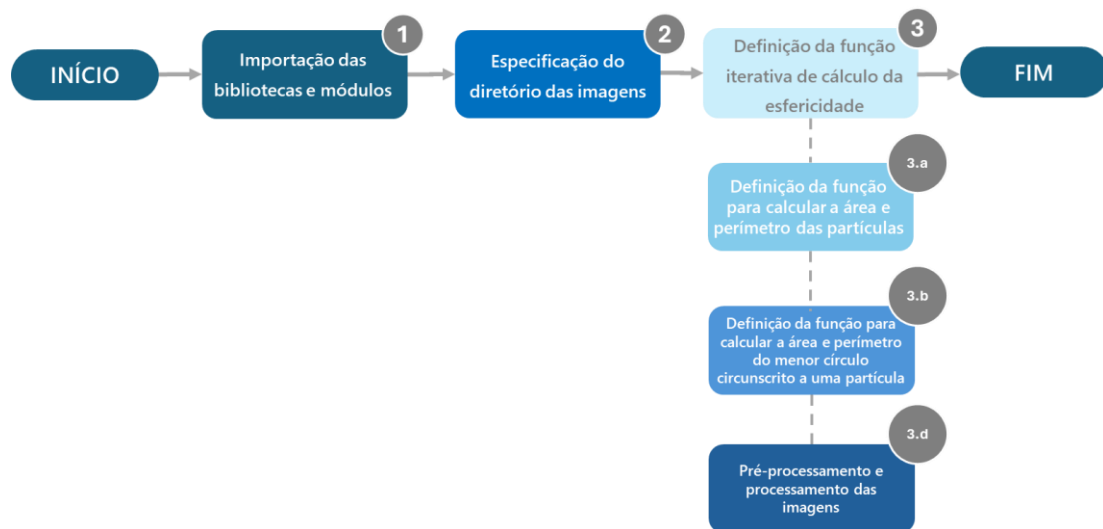 INÍCIO
1
Importação das
bibliotecas e módulos
2
Especificação do
diretório das imagens
3
Definição da função
iterativa de cálculo da
esfericidade
FIM
3.a
Definição da função
para calcular a área e
perímetro das partículas
3.b
Definição da função para
calcular a área e perímetro
do menor círculo
circunscrito a uma partícula
3.d
Pré-processamento e
processamento das
imagens